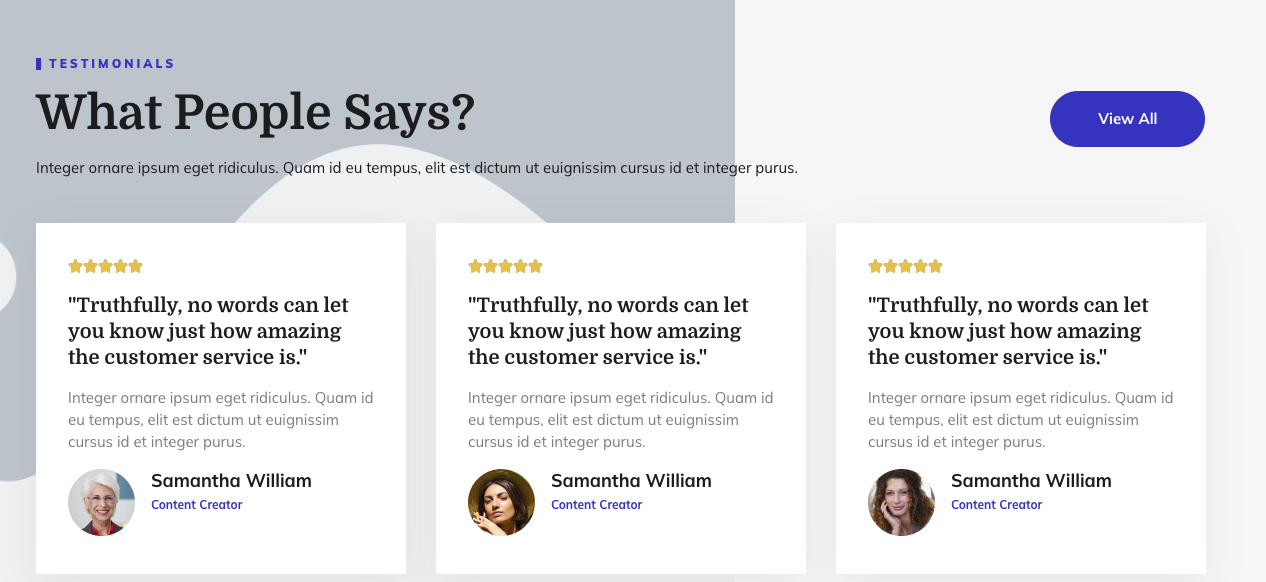 TESTIMONIALS
What People Says?
View All
Integer ornare ipsum eget ridiculus. Quam id eu tempus, elit est dictum ut euignissim cursus id et integer purus.
"Truthfully, no words can let
you know just how amazing
the customer service is."
Integer ornare ipsum eget ridiculus. Quam id
eu tempus, elit est dictum ut euignissim
cursus id et integer purus.
Samantha William
Content Creator
"Truthfully, no words can let
you know just how amazing
the customer service is."
Integer ornare ipsum eget ridiculus. Quam id
eu tempus, elit est dictum ut euignissim
cursus id et integer purus.
Samantha William
Content Creator
"Truthfully, no words can let
you know just how amazing
the customer service is."
Integer ornare ipsum eget ridiculus. Quam id
eu tempus, elit est dictum ut euignissim
cursus id et integer purus.
Samantha William
Content Creator